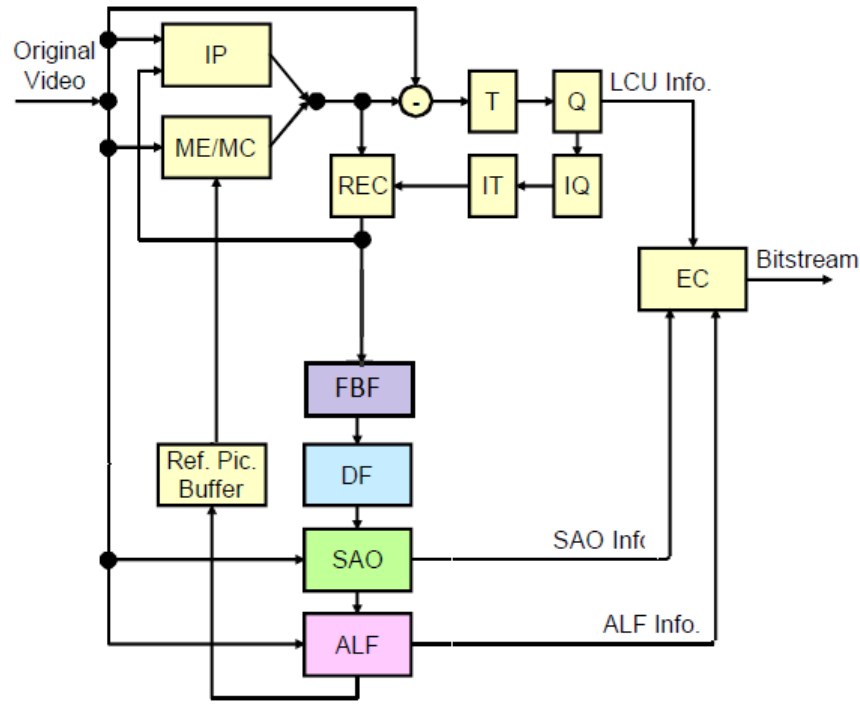 Original
Video
IP
ME/MC
-
T
Q
LCU Info.
REC
IT
IQ
EC
Bitstream
FBF
Ref. Pic.
Buffer
DF
SAO
SAO Info
ALF
ALF Info.